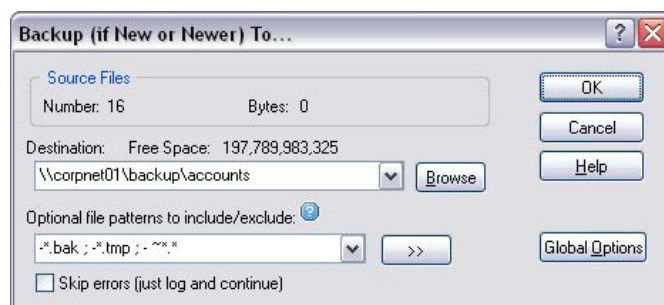 Backup (if New or Newer) To...
Source Files
Number: 16 Bytes: 0
OK
Cancel
Destination: Free Space: 197,789,983,325
\\corpnet01\backup\accounts
Browse
Help
Optional file patterns to include/exclude:
-*.bak ; -*.tmp ; - ~*.*
>>
Global Options
Skip errors (just log and continue)